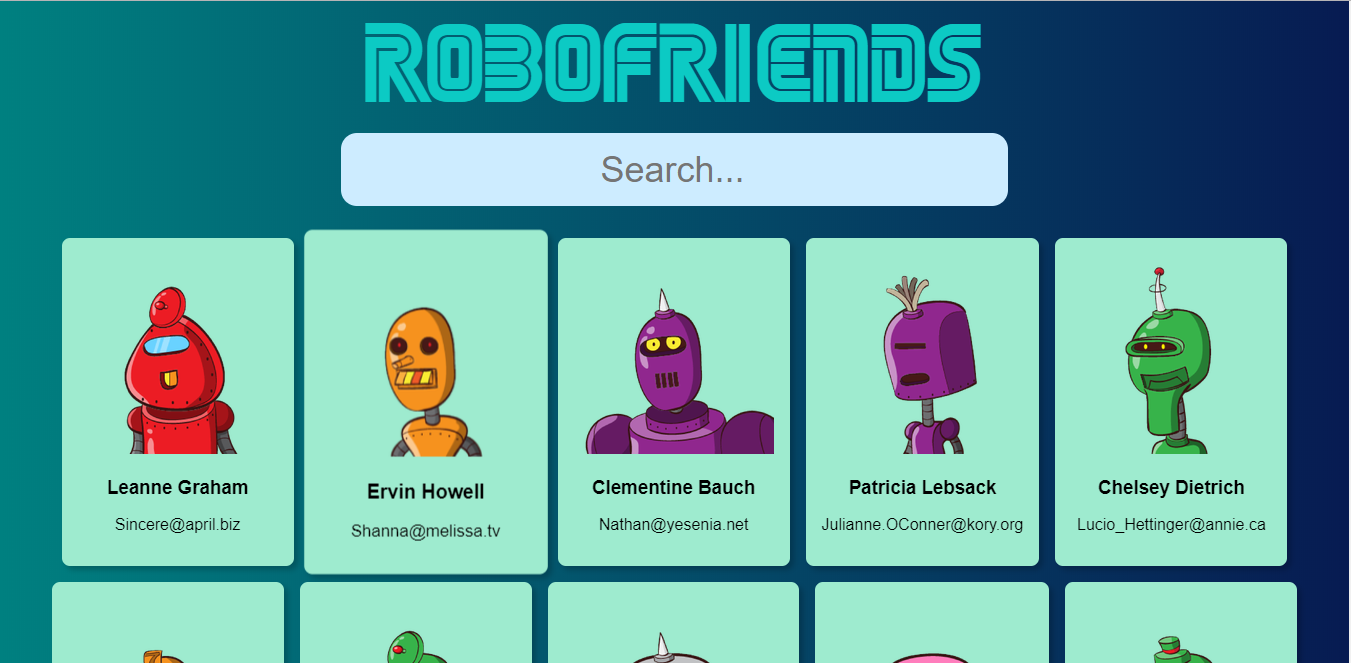 ROBOFRIENDS
Search...
Leanne Graham
Sincere@april.biz
Ervin Howell
Shanna@melissa.tv
Clementine Bauch
Nathan@yesenia.net
Patricia Lebsack
Julianne.OConner@kory.org
Chelsey Dietrich
Lucio_Hettinger@annie.ca